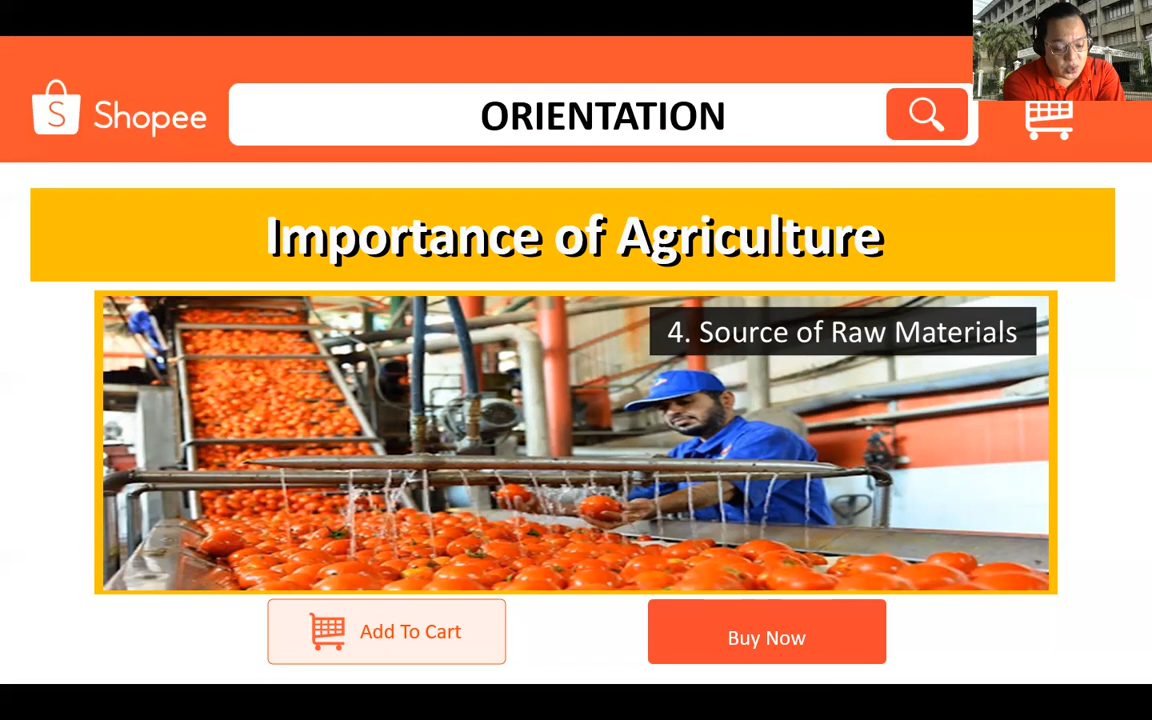 Shopee
ORIENTATION
Importance of Agriculture
4. Source of Raw Materials
Add To Cart
Buy Now